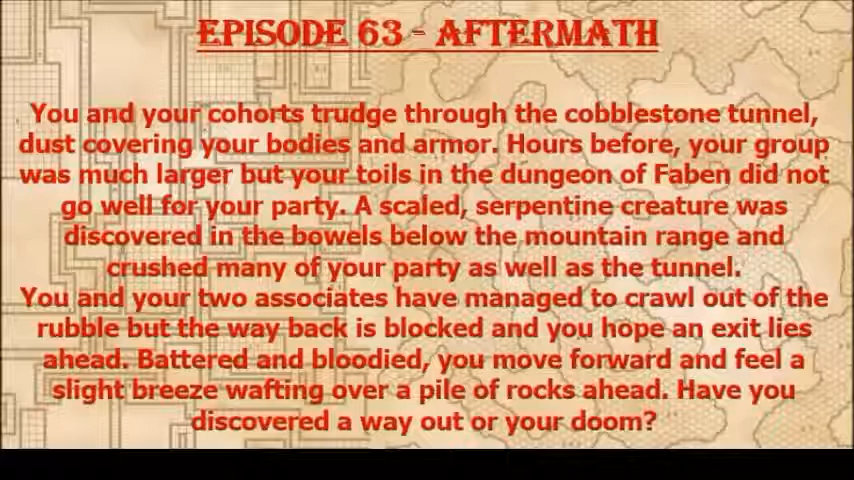 EPISODE 63 - AFTERMATH
You and your cohorts trudge through the cobblestone tunnel,
dust covering your bodies and armor. Hours before, your group
was much larger but your toils in the dungeon of Faben did not
go well for your party. A scaled, serpentine creature was
discovered in the bowels below the mountain range and
crushed many of your party as well as the tunnel.
You and your two associates have managed to crawl out of the
rubble but the way back is blocked and you hope an exit lies
ahead. Battered and bloodied, you move forward and feel a
slight breeze wafting over a pile of rocks ahead. Have you
discovered a way out or your doom?